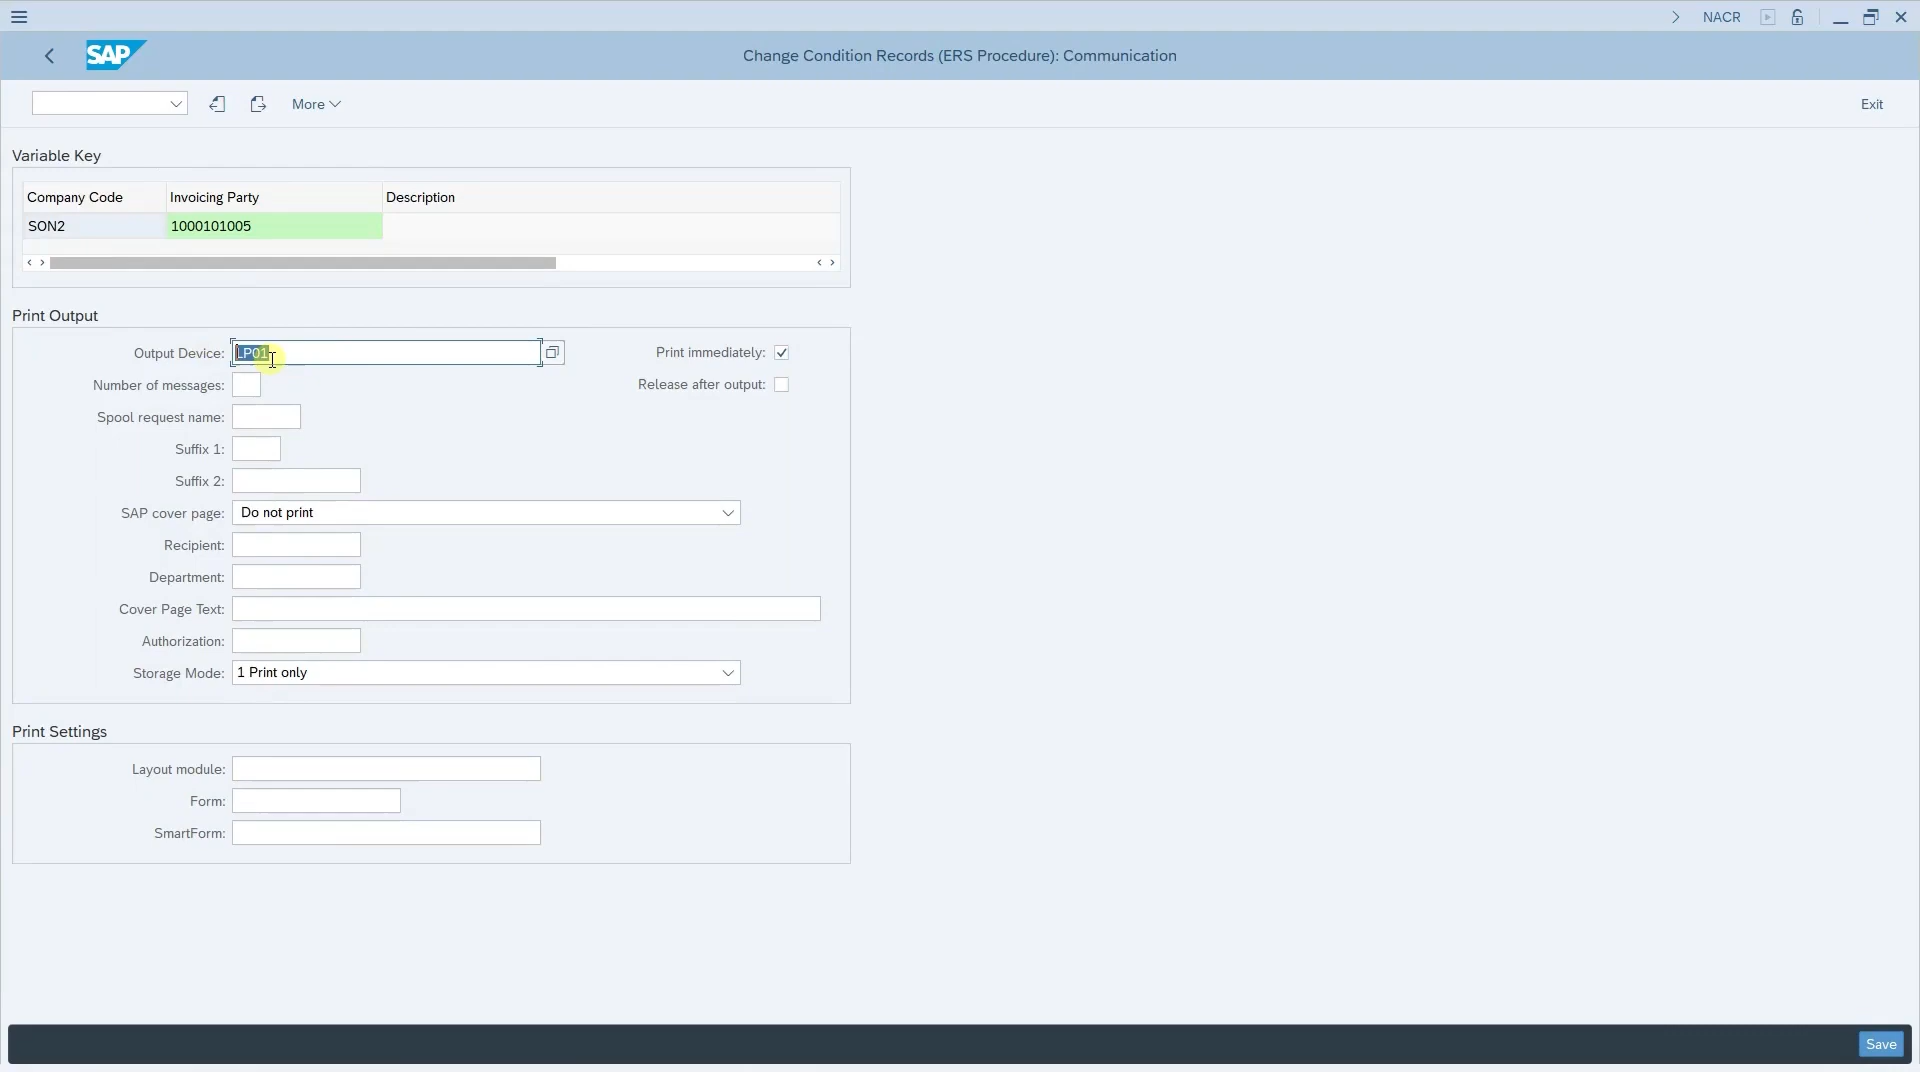 NACR
SAP
Change Condition Records (ERS Procedure): Communication
More
Exit
Variable Key
Company Code Invoicing Party Description
SON2 1000101005
Print Output
Output Device: LP01 Print immediately:
Number of messages: Release after output:
Spool request name:
Suffix 1:
Suffix 2:
SAP cover page: Do not print
Recipient:
Department:
Cover Page Text:
Authorization:
Storage Mode: 1 Print only
Print Settings
Layout module:
Form:
SmartForm:
Save